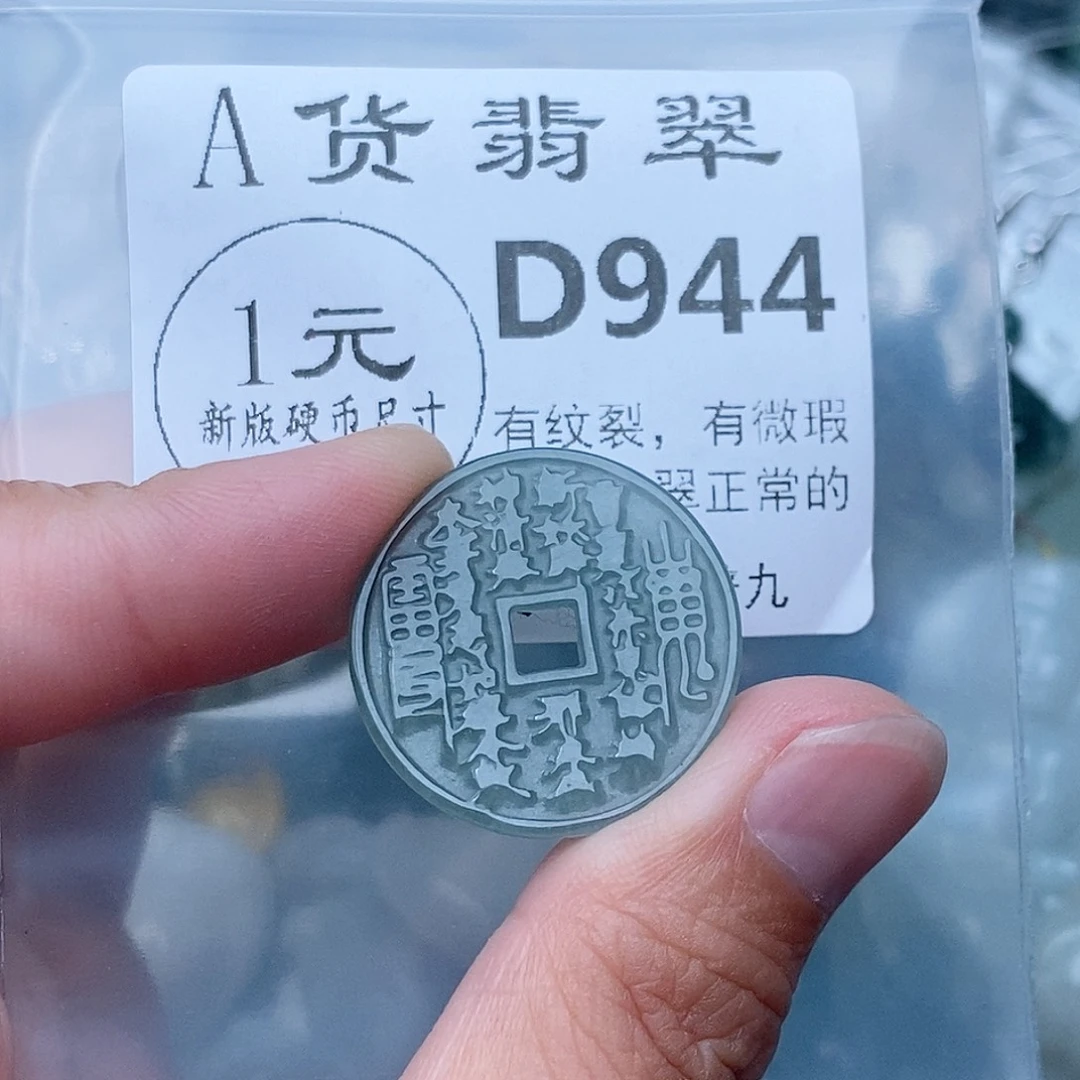 A货翡翠
D944
1元
新版硬币尺寸
有纹裂，有微瑕
翠正常的
九